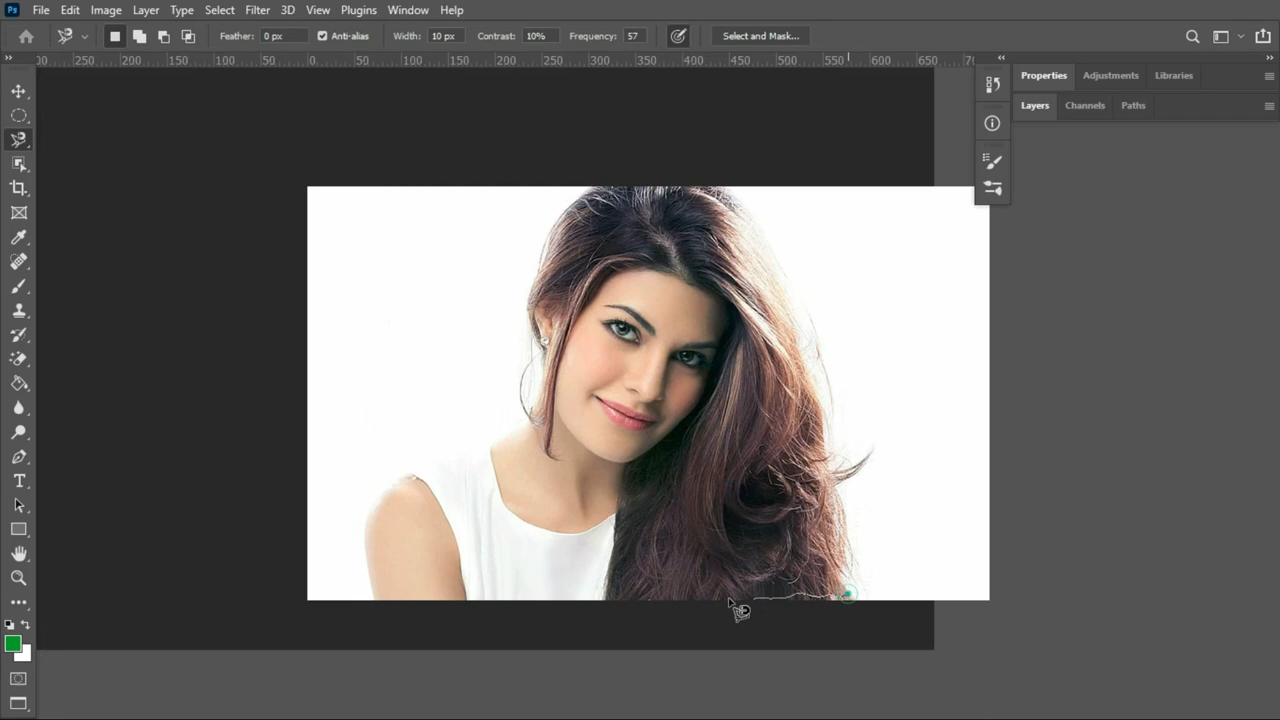 Ps File Edit Image Layer Type Select Filter 3D View Plugins Window Help
Feather: 0 px Anti-alias Width: 10 px Contrast: 10% Frequency: 57 Select and Mask...
00 250 200 150 100 50 0 50 100 150 200 250 300 350 400 450 500 550 600 650 70
Properties Adjustments Libraries
Layers Channels Paths